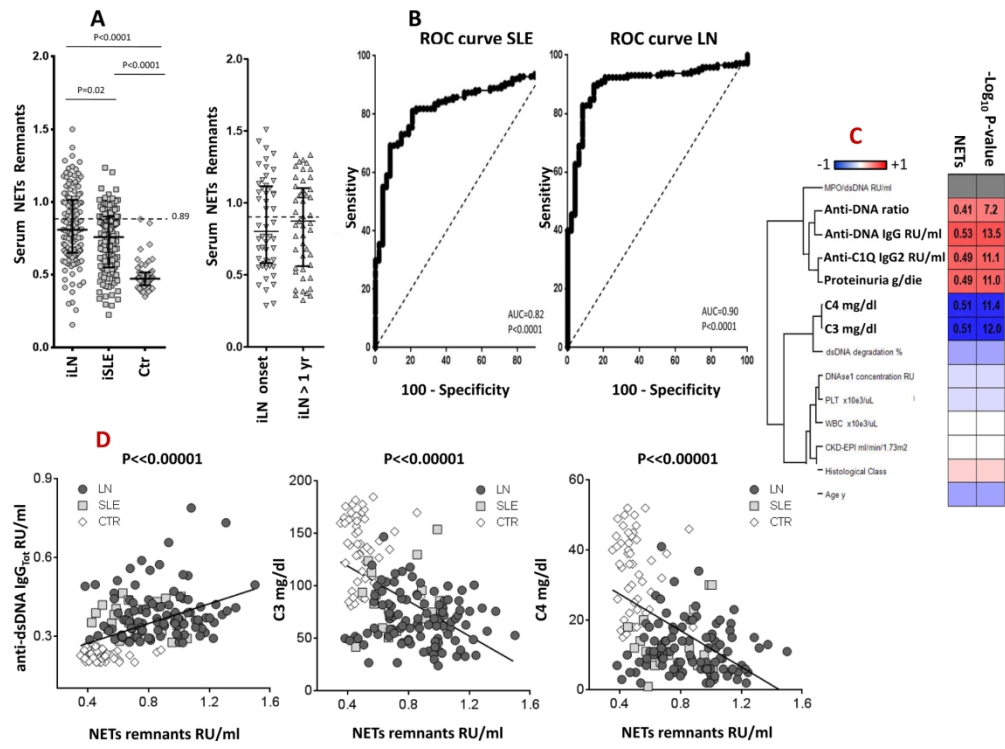 A
P<0.0001
<0.0001
P=0.02
2.0
1.5
1.0
0.5
0.0
0.89
Serum NETs Remnants
iLN
iSLE
Ctr
2.0
1.5
1.0
0.5
0.0
Serum NETs Remnants
iLN onset
iLN > 1 yr
B
ROC curve SLE
100
80
60
40
20
0
Sensitivy
0 20 40 60 80
AUC=0.82
P<0.0001
100 - Specificity
ROC curve LN
100
80
60
40
20
0
Sensitivy
0 20 40 60 80 100
AUC=0.90
P<0.0001
100 - Specificity
C
-1 +1
NETs
-Log10 P-value
MPO/dsDNA RU/ml
Anti-DNA ratio 0.41 7.2
Anti-DNA IgG RU/ml 0.53 13.5
Anti-C1Q IgG2 RU/ml 0.49 11.1
Proteinuria g/die 0.49 11.0
C4 mg/dl 0.51 11.4
C3 mg/dl 0.51 12.0
dsDNA degradation %
DNAse1 concentration RU
PLT x10e3/uL
WBC x10e3/uL
CKD-EPI ml/min/1.73m2
Histological Class
Age y
D
P<<0.00001
LN
SLE
CTR
0.9
0.6
0.3
anti-dsDNA IgGTot RU/ml
0.4 0.8 1.2 1.6
NETs remnants RU/ml
P<<0.00001
LN
SLE
CTR
200
150
100
50
0
C3 mg/dl
0.4 0.8 1.2 1.6
NETs remnants RU/ml
P<<0.00001
LN
SLE
CTR
60
40
20
0
C4 mg/dl
0.4 0.8 1.2 1.6
NETs remnants RU/ml